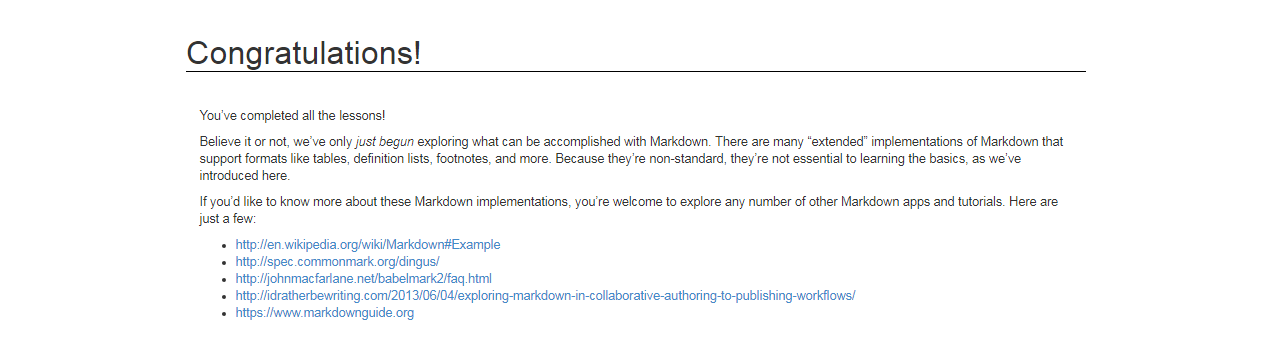 Congratulations!
You’ve completed all the lessons!
Believe it or not, we’ve only just begun exploring what can be accomplished with Markdown. There are many “extended” implementations of Markdown that
support formats like tables, definition lists, footnotes, and more. Because they’re non-standard, they’re not essential to learning the basics, as we’ve
introduced here.
If you’d like to know more about these Markdown implementations, you’re welcome to explore any number of other Markdown apps and tutorials. Here are
just a few:
• http://en.wikipedia.org/wiki/Markdown#Example
• http://spec.commonmark.org/dingus/
• http://johnmacfarlane.net/babelmark2/faq.html
• http://idratherbewriting.com/2013/06/04/exploring-markdown-in-collaborative-authoring-to-publishing-workflows/
• https://www.markdownguide.org